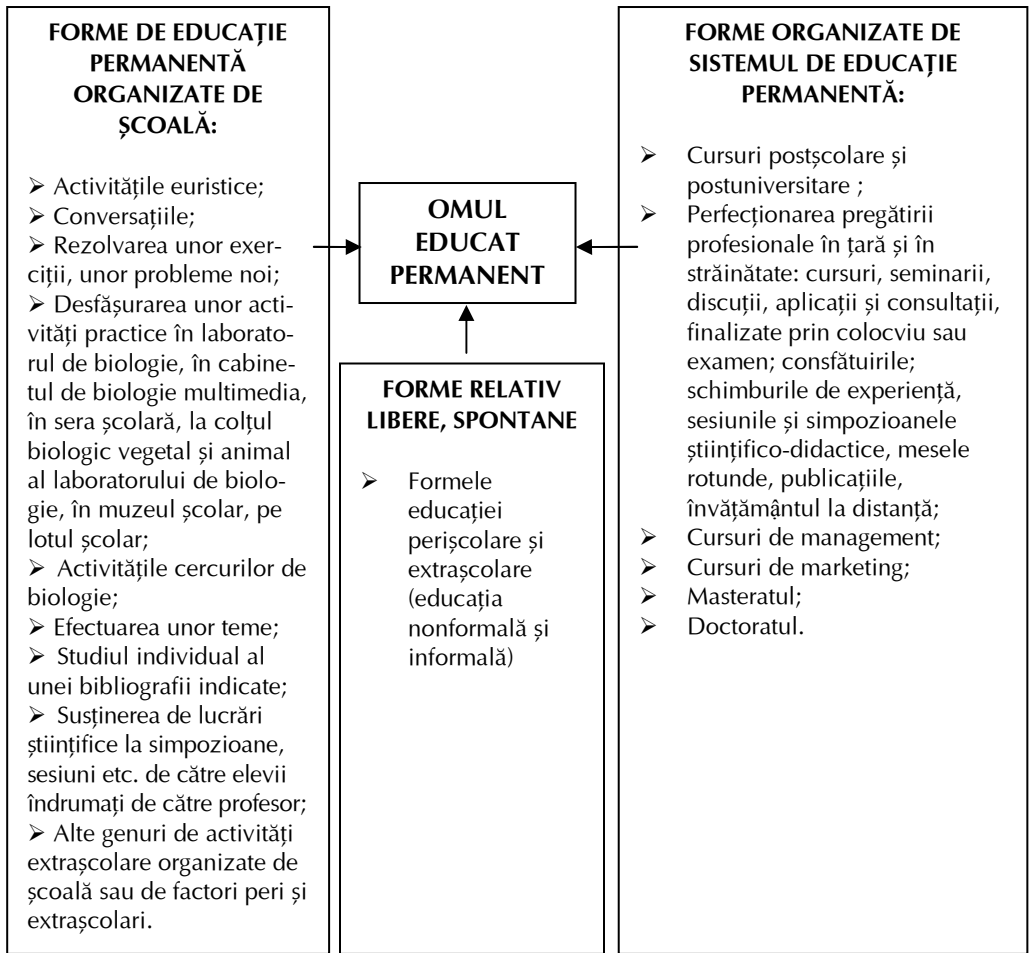 FORME DE EDUCAȚIE
PERMANENTĂ
ORGANIZATE DE
ȘCOALĂ:
➢ Activitățile euristice;
➢ Conversațiile;
➢ Rezolvarea unor exer-
ciții, unor probleme noi;
➢ Desfășurarea unor acti-
vități practice în laborato-
rul de biologie, în cabine-
tul de biologie multimedia,
în sera școlară, la colțul
biologic vegetal și animal
al laboratorului de biolo-
gie, în muzeul școlar, pe
lotul școlar;
➢ Activitățile cercurilor de
biologie;
➢ Efectuarea unor teme;
➢ Studiul individual al
unei bibliografii indicate;
➢ Susținerea de lucrări
științifice la simpozioane,
sesiuni etc. de către elevii
îndrumați de către profesor;
➢ Alte genuri de activități
extrașcolare organizate de
școală sau de factori peri și
extrașcolari.
OMUL
EDUCAT
PERMANENT
FORME RELATIV
LIBERE, SPONTANE
➢ Formele
educației
perișcolare și
extrașcolare
(educația
nonformală și
informală)
FORME ORGANIZATE DE
SISTEMUL DE EDUCAȚIE
PERMANENTĂ:
➢ Cursuri postșcolare și
postuniversitare ;
➢ Perfecționarea pregătirii
profesionale în țară și în
străinătate: cursuri, seminarii,
discuții, aplicații și consultații,
finalizate prin colocviu sau
examen; consfătuirile;
schimburile de experiență,
sesiunile și simpozioanele
științifico-didactice, mesele
rotunde, publicațiile,
învățământul la distanță;
➢ Cursuri de management;
➢ Cursuri de marketing;
➢ Masteratul;
➢ Doctoratul.